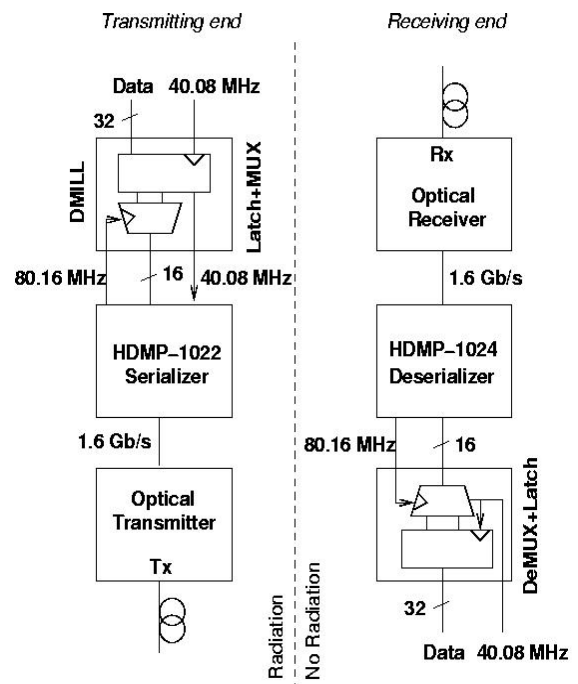 Transmitting end
Data 40.08 MHz
32
DMILL
Latch+MUX
80.16 MHz
16
40.08 MHz
HDMP–1022
Serializer
1.6 Gb/s
Optical
Transmitter
Tx
Radiation
No Radiation
Receiving end
Rx
Optical
Receiver
1.6 Gb/s
HDMP–1024
Deserializer
80.16 MHz
16
DeMUX+Latch
32
Data 40.08 MHz